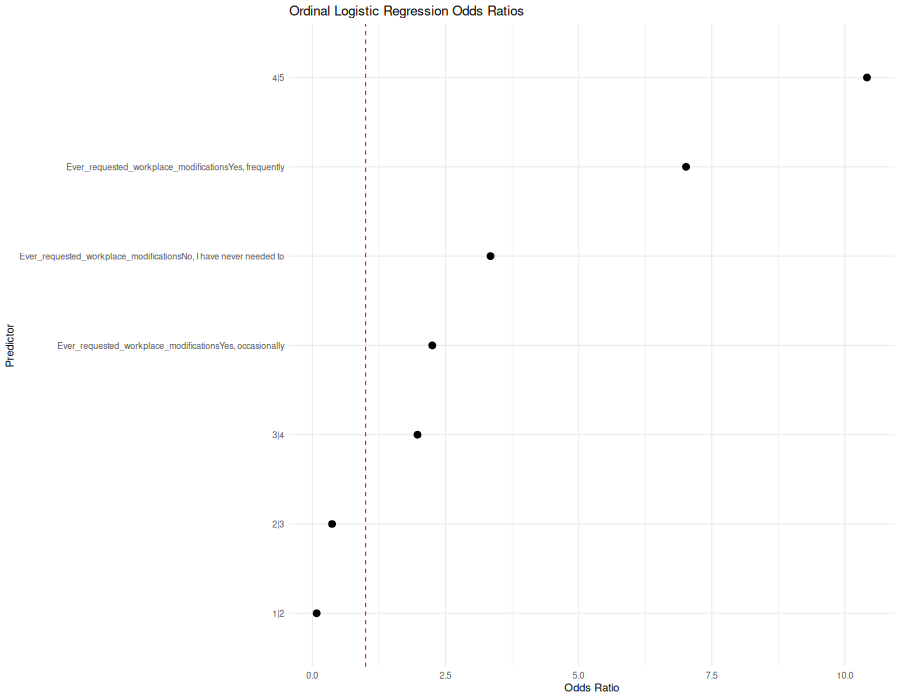 Ordinal Logistic Regression Odds Ratios
4|5
Ever_requested_workplace_modificationsYes, frequently
Ever_requested_workplace_modificationsNo, I have never needed to
Ever_requested_workplace_modificationsYes, occasionally
3|4
2|3
1|2
Predictor
0.0 2.5 5.0 7.5 10.0
Odds Ratio